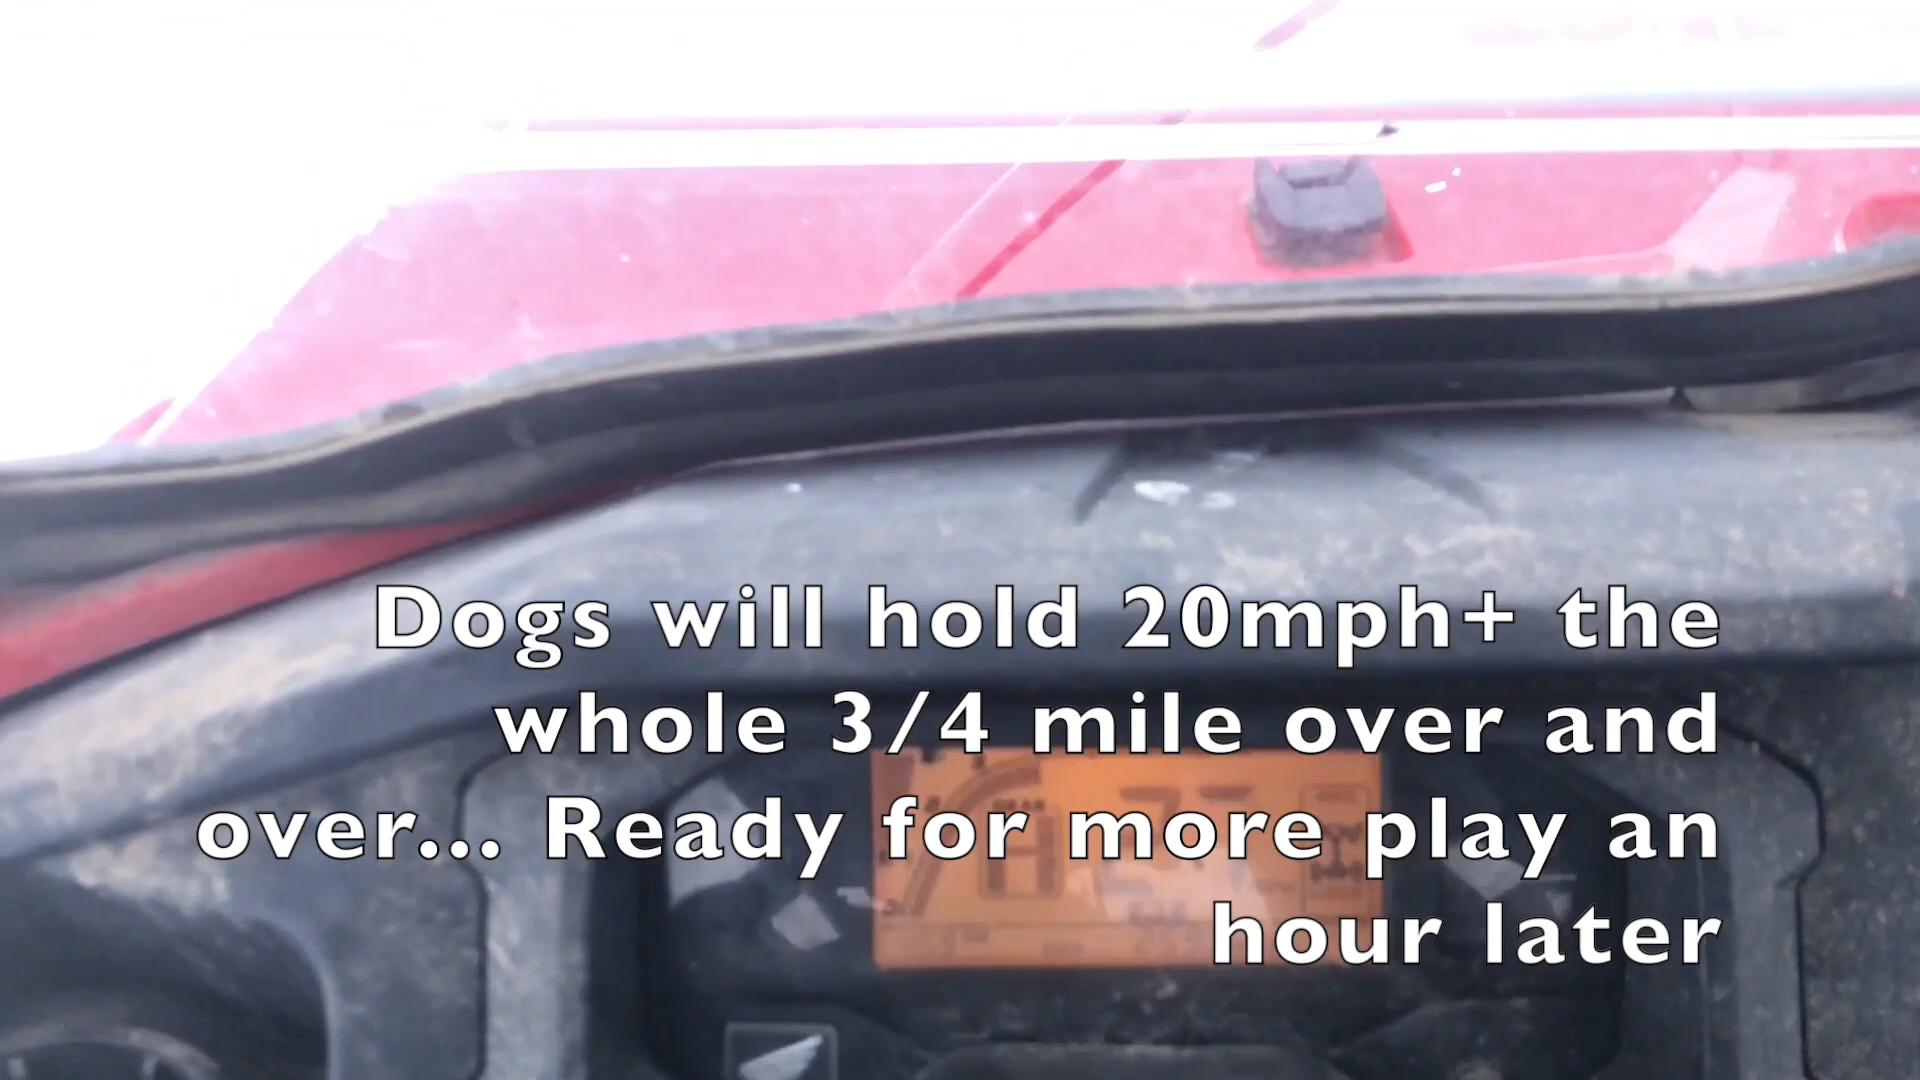 Dogs will hold 20mph+ the
whole 3/4 mile over and
over... Ready for more play an
hour later